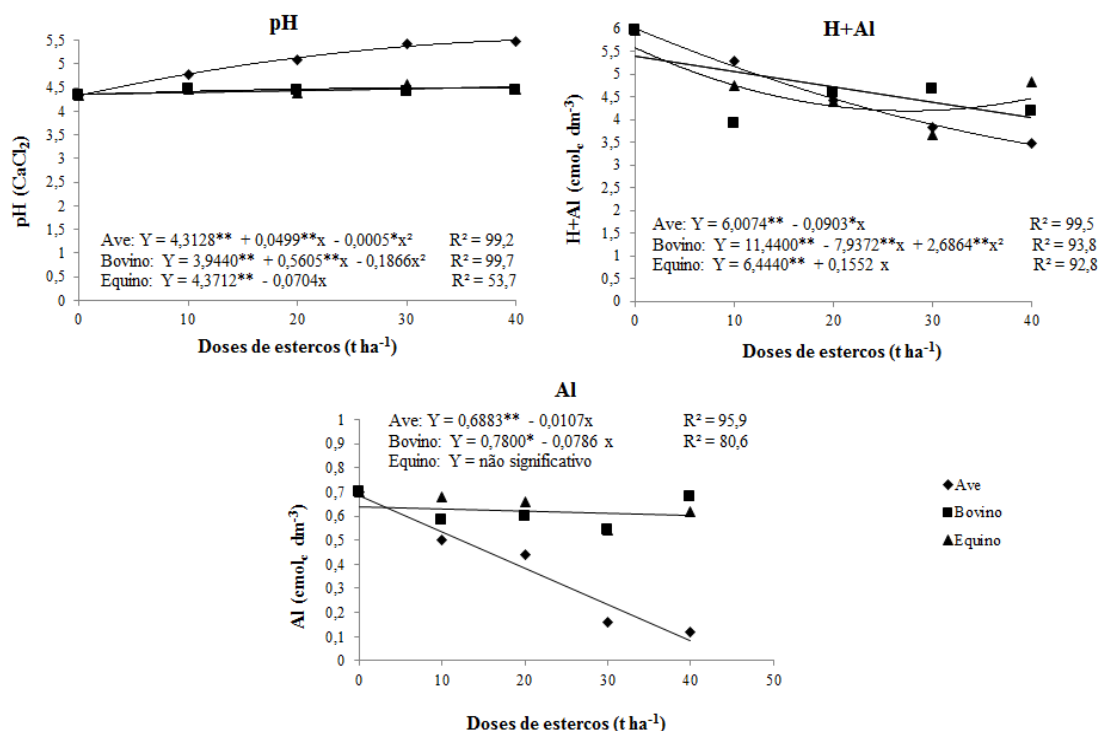 pH
pH (CaCl₂)
5,5
5
4,5
4
3,5
3
2,5
2
1,5
1
0,5
0
Ave: Y = 4,3128** + 0,0499**x - 0,0005*x² R² = 99,2
Bovino: Y = 3,9440** + 0,5605**x - 0,1866x² R² = 99,7
Equino: Y = 4,3712** - 0,0704x R² = 53,7
0 10 20 30 40
Doses de estercos (t ha⁻¹)
H+Al
H+Al (cmol꜀ dm⁻³)
6
5,5
5
4,5
4
3,5
3
2,5
2
1,5
1
0,5
0
Ave: Y = 6,0074** - 0,0903*x R² = 99,5
Bovino: Y = 11,4400** - 7,9372**x + 2,6864**x² R² = 93,8
Equino: Y = 6,4440** + 0,1552 x R² = 92,8
0 10 20 30 40
Doses de estercos (t ha⁻¹)
Al
Al (cmol꜀ dm⁻³)
1
0,9
0,8
0,7
0,6
0,5
0,4
0,3
0,2
0,1
0
Ave: Y = 0,6883** - 0,0107x R² = 95,9
Bovino: Y = 0,7800* - 0,0786 x R² = 80,6
Equino: Y = não significativo
0 10 20 30 40 50
Doses de estercos (t ha⁻¹)
Ave
Bovino
Equino